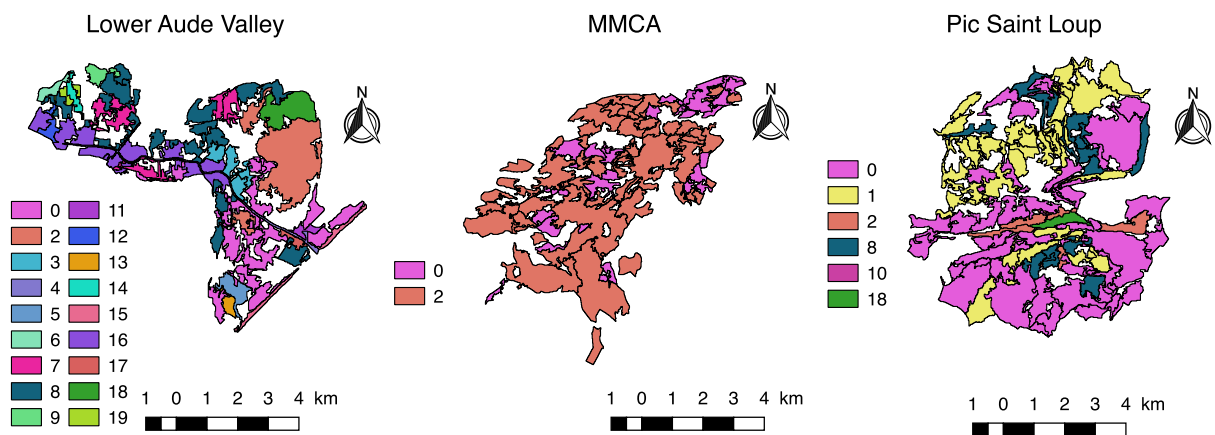 Lower Aude Valley
MMCA
Pic Saint Loup
N
N
N
0 11
2 12
3 13
4 14
5 15
6 16
7 17
8 18
9 19
0
2
0
1
2
8
10
18
1 0 1 2 3 4 km
1 0 1 2 3 4 km
1 0 1 2 3 4 km